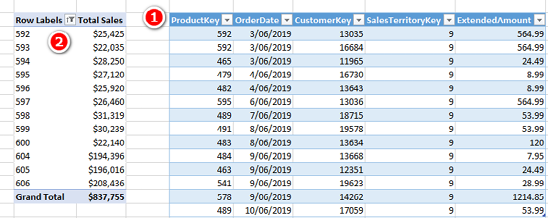 1
Row Labels Total Sales ProductKey OrderDate CustomerKey SalesTerritoryKey ExtendedAmount
592 $25,425 592 3/06/2019 13035 9 564.99
2
593 $22,035 592 3/06/2019 16684 9 564.99
594 $28,250 465 3/06/2019 11965 9 24.49
595 $27,120 479 4/06/2019 16730 9 8.99
596 $25,920 482 4/06/2019 13643 9 8.99
597 $26,460 595 6/06/2019 13036 9 564.99
598 $31,319 489 7/06/2019 18715 9 53.99
599 $30,239 491 8/06/2019 19578 9 53.99
600 $22,140 483 8/06/2019 13634 9 120
604 $194,396 484 9/06/2019 13668 9 7.95
605 $196,016 463 9/06/2019 12351 9 24.49
606 $208,436 541 9/06/2019 19623 9 28.99
Grand Total $837,755 578 9/06/2019 14262 9 1214.85
489 10/06/2019 17059 9 53.99